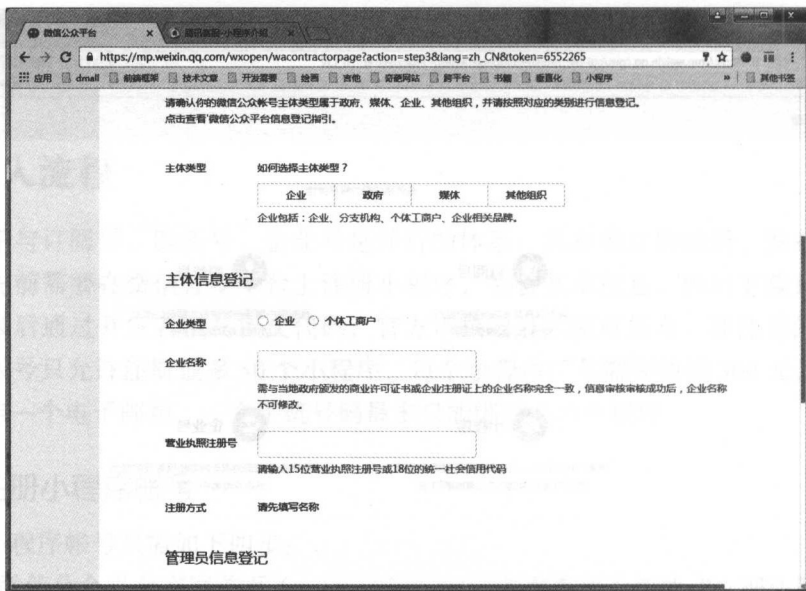 微信公众平台
腾讯客服-小程序介绍
https://mp.weixin.qq.com/wxopen/wacontractorpage?action=step3&lang=zh_CN&token=6552265
应用 dmall 前端框架 技术文章 开发需要 绘画 吉他 奇葩网站 跨平台 书籍 垂直化 小程序 » 其他书签
请确认你的微信公众帐号主体类型属于政府、媒体、企业、其他组织，并请按照对应的类别进行信息登记。
点击查看'微信公众平台信息登记指引。
主体类型 如何选择主体类型？
企业 政府 媒体 其他组织
企业包括：企业、分支机构、个体工商户、企业相关品牌。
主体信息登记
企业类型 企业 个体工商户
企业名称
需与当地政府颁发的商业许可证书或企业注册证上的企业名称完全一致，信息审核审核成功后，企业名称
不可修改。
营业执照注册号
请输入15位营业执照注册号或18位的统一社会信用代码
注册方式 请先填写名称
管理员信息登记